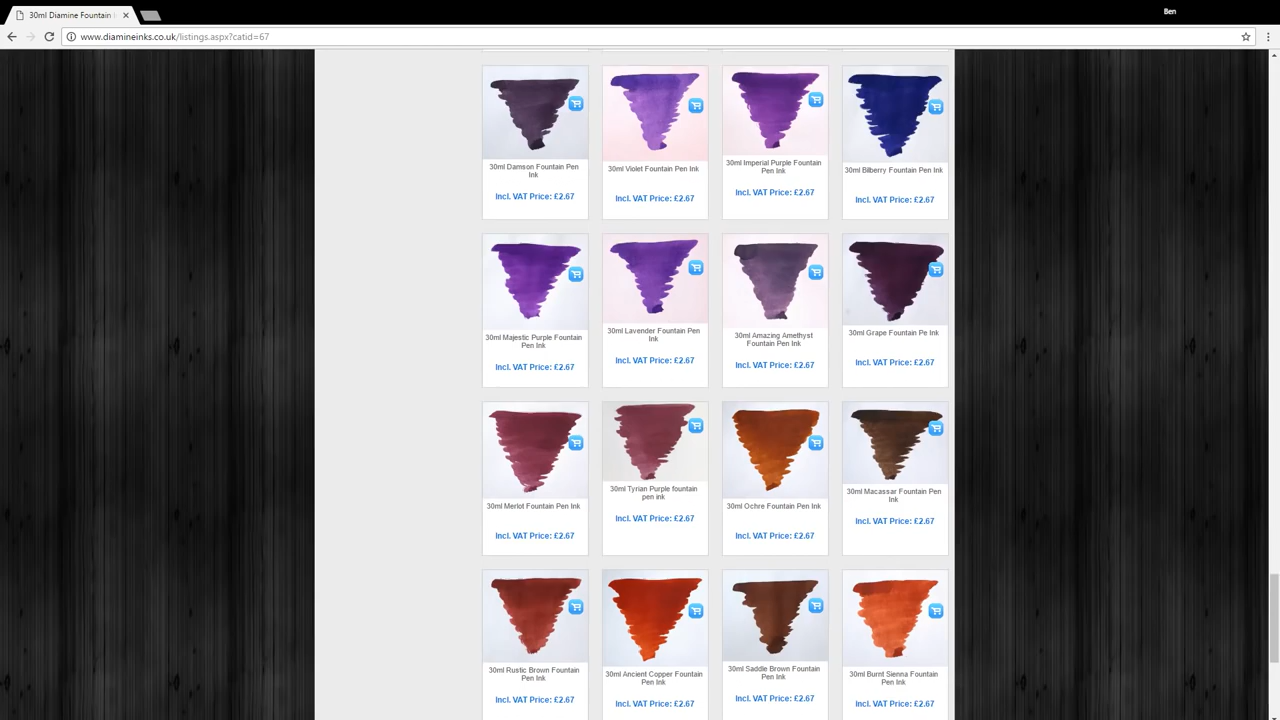 30ml Diamine Fountain I
Ben
www.diamineinks.co.uk/listings.aspx?catid=67
30ml Damson Fountain Pen
Ink
Incl. VAT Price: £2.67
30ml Violet Fountain Pen Ink
Incl. VAT Price: £2.67
30ml Imperial Purple Fountain
Pen Ink
Incl. VAT Price: £2.67
30ml Bilberry Fountain Pen Ink
Incl. VAT Price: £2.67
30ml Majestic Purple Fountain
Pen Ink
Incl. VAT Price: £2.67
30ml Lavender Fountain Pen
Ink
Incl. VAT Price: £2.67
30ml Amazing Amethyst
Fountain Pen Ink
Incl. VAT Price: £2.67
30ml Grape Fountain Pe Ink
Incl. VAT Price: £2.67
30ml Merlot Fountain Pen Ink
Incl. VAT Price: £2.67
30ml Tyrian Purple fountain
pen ink
Incl. VAT Price: £2.67
30ml Ochre Fountain Pen Ink
Incl. VAT Price: £2.67
30ml Macassar Fountain Pen
Ink
Incl. VAT Price: £2.67
30ml Rustic Brown Fountain
Pen Ink
Incl. VAT Price: £2.67
30ml Ancient Copper Fountain
Pen Ink
Incl. VAT Price: £2.67
30ml Saddle Brown Fountain
Pen Ink
Incl. VAT Price: £2.67
30ml Burnt Sienna Fountain
Pen Ink
Incl. VAT Price: £2.67